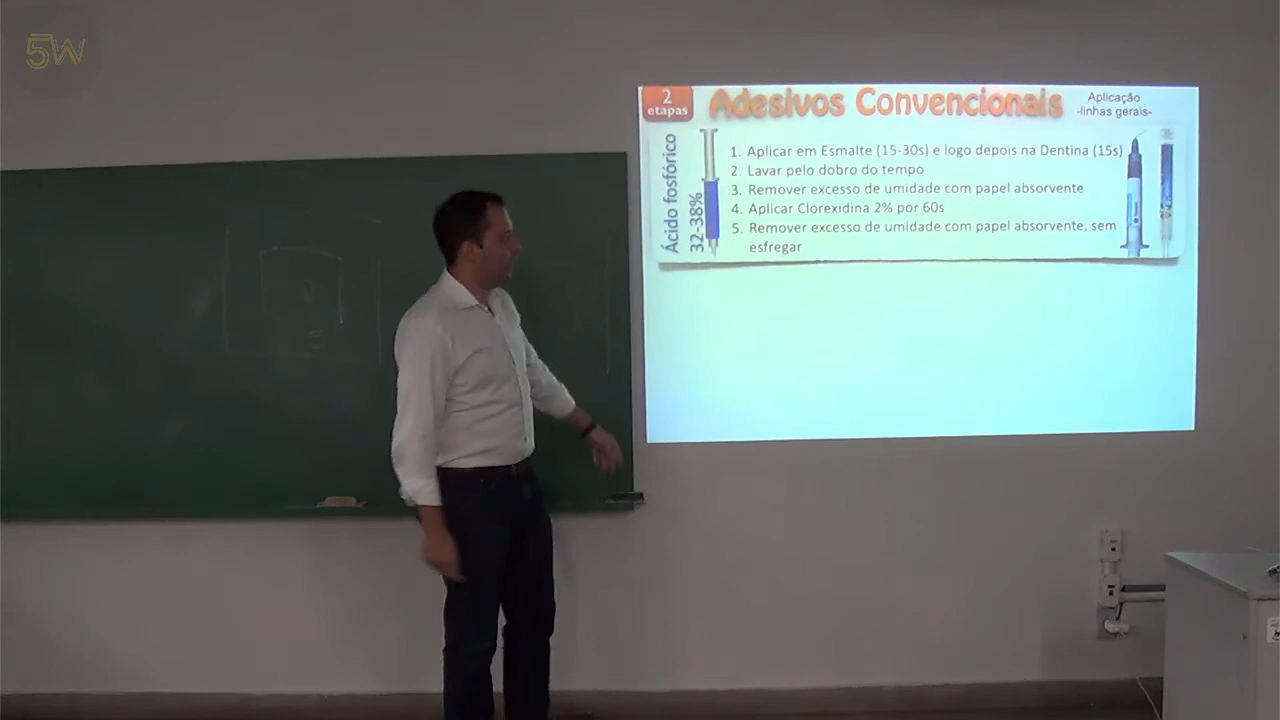 5W
2
etapas
Adesivos Convencionais
Aplicação
-linhas gerais-
Ácido fosfórico
32-38%
1. Aplicar em Esmalte (15-30s) e logo depois na Dentina (15s)
2. Lavar pelo dobro do tempo
3. Remover excesso de umidade com papel absorvente
4. Aplicar Clorexidina 2% por 60s
5. Remover excesso de umidade com papel absorvente, sem
esfregar